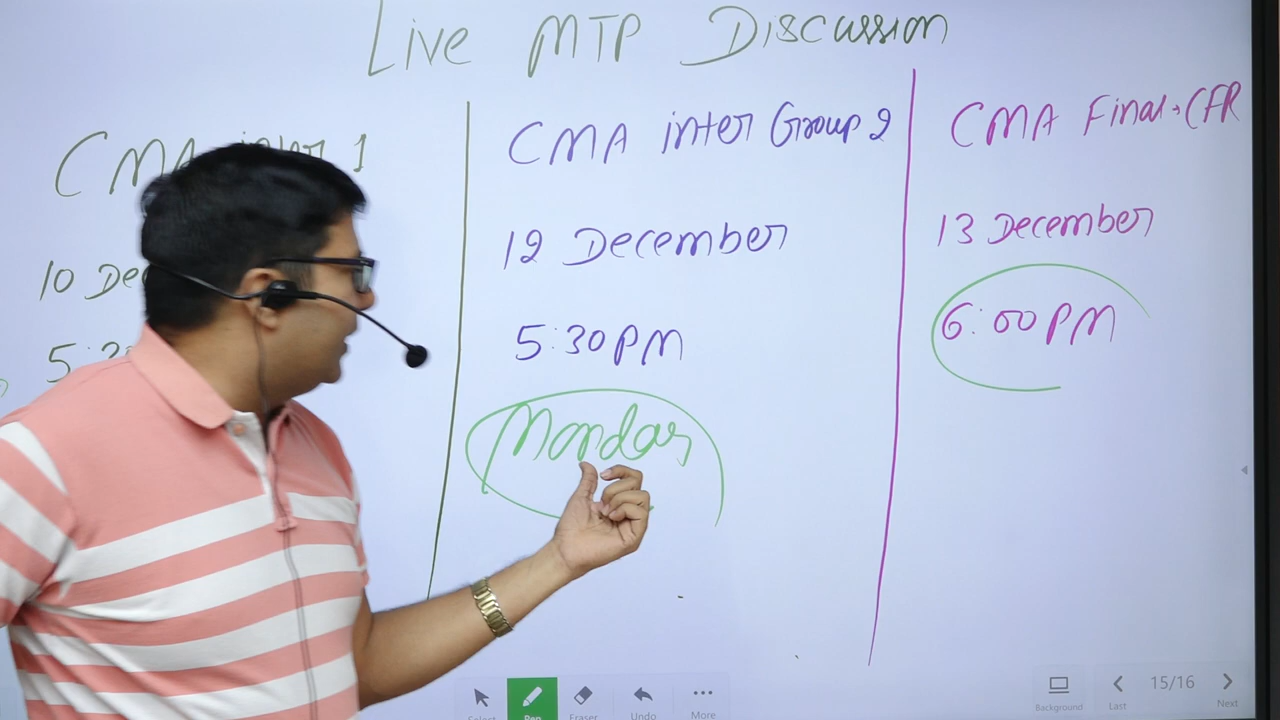 Live MTP Discussion
CMA inter 1
10 Dec
5:30
CMA inter Group 2
12 December
5:30 PM
Monday
CMA Final - (FR
13 December
6:00 PM
Select
Pen
Eraser
Undo
More
Background
Last
15/16
Next